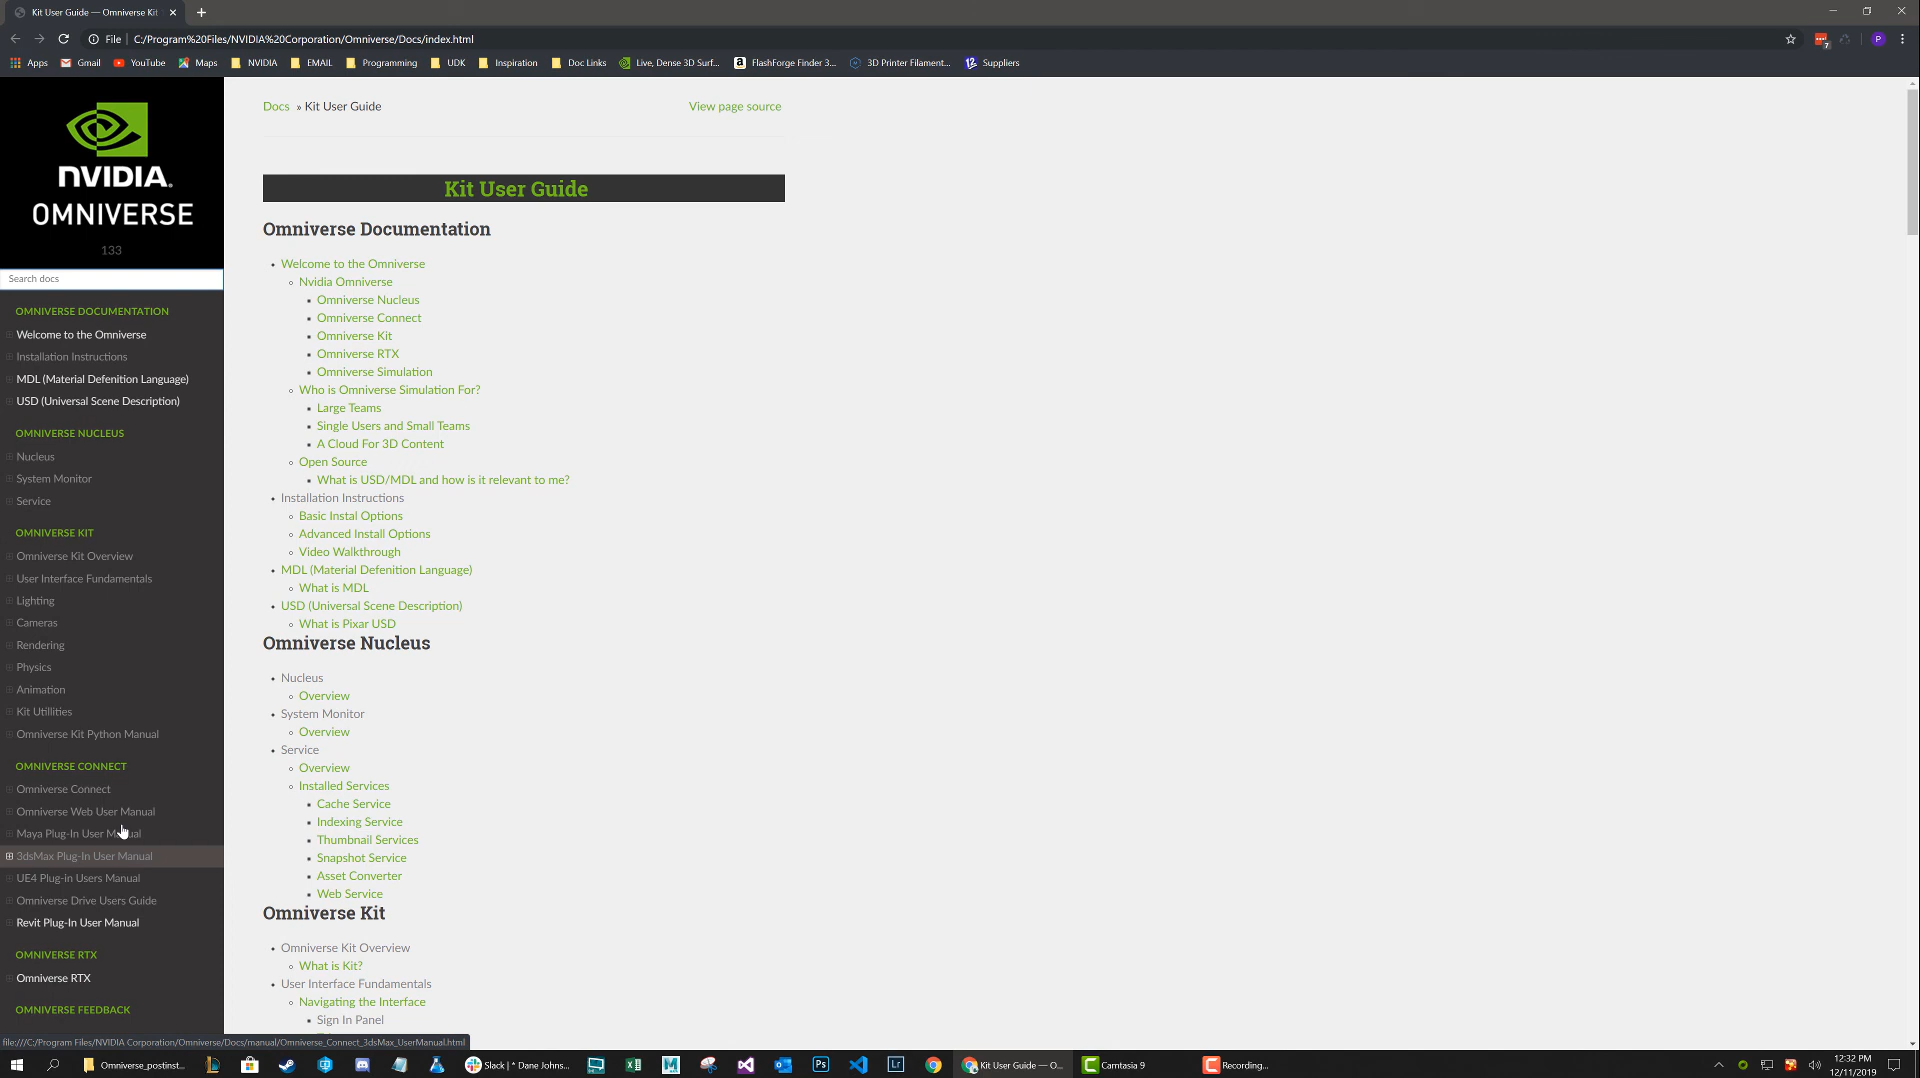 Kit User Guide — Omniverse Kit
File
C:/Program%20Files/NVIDIA%20Corporation/Omniverse/Docs/index.html
7
P
Apps
Gmail
YouTube
Maps
NVIDIA
EMAIL
Programming
UDK
Inspiration
Doc Links
Live, Dense 3D Surf...
FlashForge Finder 3...
3D Printer Filament...
Suppliers
NVIDIA.
OMNIVERSE
133
Search docs
OMNIVERSE DOCUMENTATION
Welcome to the Omniverse
Installation Instructions
MDL (Material Defenition Language)
USD (Universal Scene Description)
OMNIVERSE NUCLEUS
Nucleus
System Monitor
Service
OMNIVERSE KIT
Omniverse Kit Overview
User Interface Fundamentals
Lighting
Cameras
Rendering
Physics
Animation
Kit Utillities
Omniverse Kit Python Manual
OMNIVERSE CONNECT
Omniverse Connect
Omniverse Web User Manual
Maya Plug-In User Manual
3dsMax Plug-In User Manual
UE4 Plug-in Users Manual
Omniverse Drive Users Guide
Revit Plug-In User Manual
OMNIVERSE RTX
Omniverse RTX
OMNIVERSE FEEDBACK
Docs » Kit User Guide
View page source
Kit User Guide
Omniverse Documentation
Welcome to the Omniverse
Nvidia Omniverse
Omniverse Nucleus
Omniverse Connect
Omniverse Kit
Omniverse RTX
Omniverse Simulation
Who is Omniverse Simulation For?
Large Teams
Single Users and Small Teams
A Cloud For 3D Content
Open Source
What is USD/MDL and how is it relevant to me?
Installation Instructions
Basic Instal Options
Advanced Install Options
Video Walkthrough
MDL (Material Defenition Language)
What is MDL
USD (Universal Scene Description)
What is Pixar USD
Omniverse Nucleus
Nucleus
Overview
System Monitor
Overview
Service
Overview
Installed Services
Cache Service
Indexing Service
Thumbnail Services
Snapshot Service
Asset Converter
Web Service
Omniverse Kit
Omniverse Kit Overview
What is Kit?
User Interface Fundamentals
Navigating the Interface
Sign In Panel
file:///C:/Program Files/NVIDIA Corporation/Omniverse/Docs/manual/Omniverse_Connect_3dsMax_UserManual.html
Omniverse_postinst...
Slack | * Dane Johns...
Ps
Lr
Kit User Guide — O...
Camtasia 9
Recording...
12:32 PM
12/11/2019